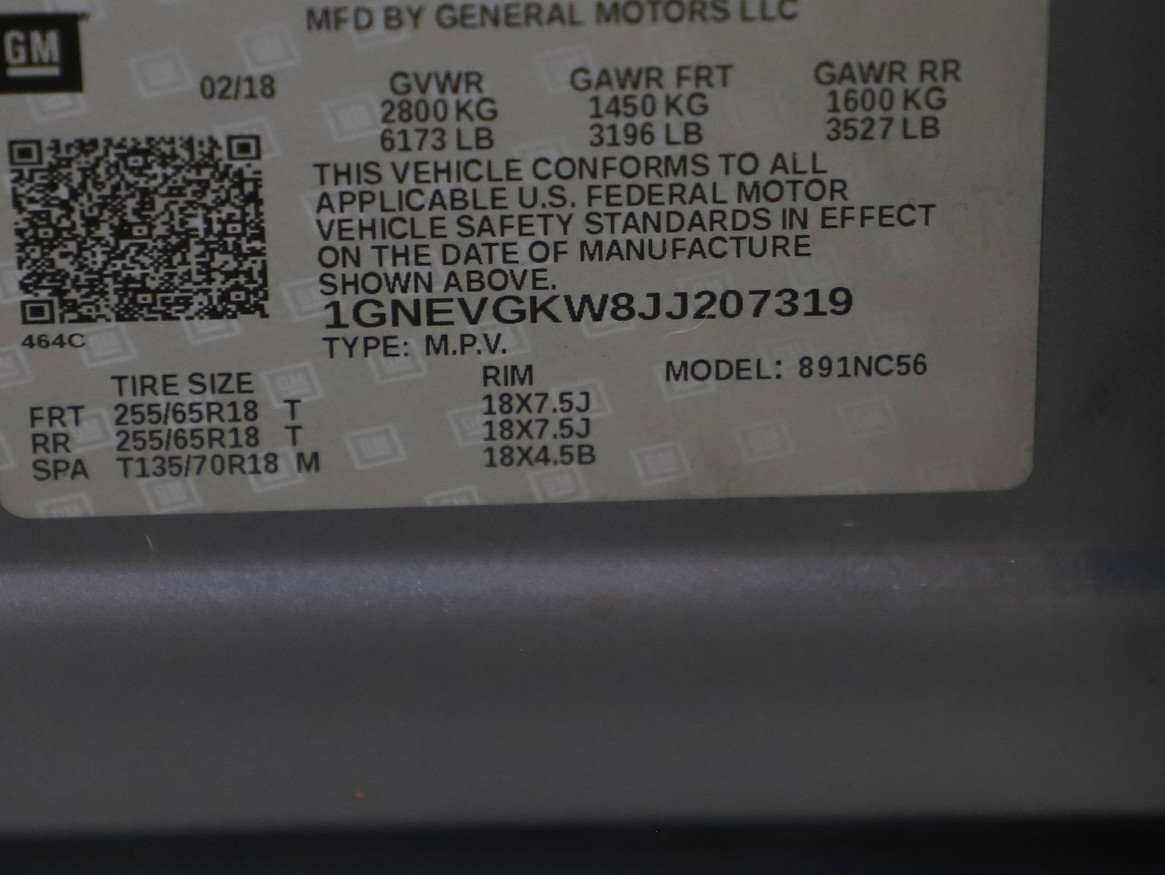 MFD BY GENERAL MOTORS LLC
GM
02/18 GVWR GAWR FRT GAWR RR
2800 KG 1450 KG 1600 KG
6173 LB 3196 LB 3527 LB
THIS VEHICLE CONFORMS TO ALL
APPLICABLE U.S. FEDERAL MOTOR
VEHICLE SAFETY STANDARDS IN EFFECT
ON THE DATE OF MANUFACTURE
SHOWN ABOVE.
1GNEVGKW8JJ207319
464C
TYPE: M.P.V. MODEL: 891NC56
TIRE SIZE RIM
FRT 255/65R18 T 18X7.5J
RR 255/65R18 T 18X7.5J
SPA T135/70R18 M 18X4.5B